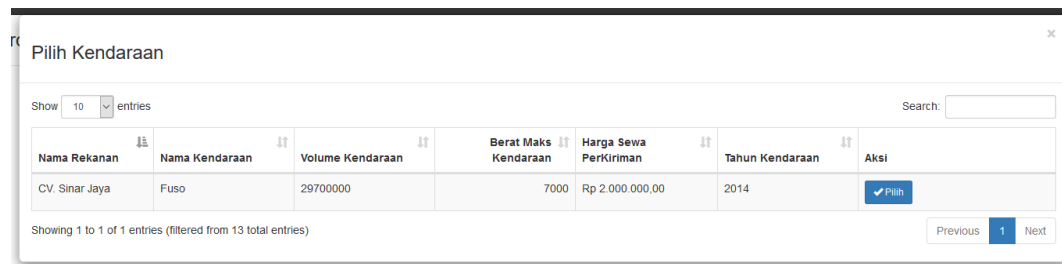 Pilih Kendaraan
×
Show 10 entries
Search:
Nama Rekanan Nama Kendaraan Volume Kendaraan Berat Maks Kendaraan Harga Sewa PerKiriman Tahun Kendaraan Aksi
CV. Sinar Jaya Fuso 29700000 7000 Rp 2.000.000,00 2014 Pilih
Showing 1 to 1 of 1 entries (filtered from 13 total entries)
Previous 1 Next